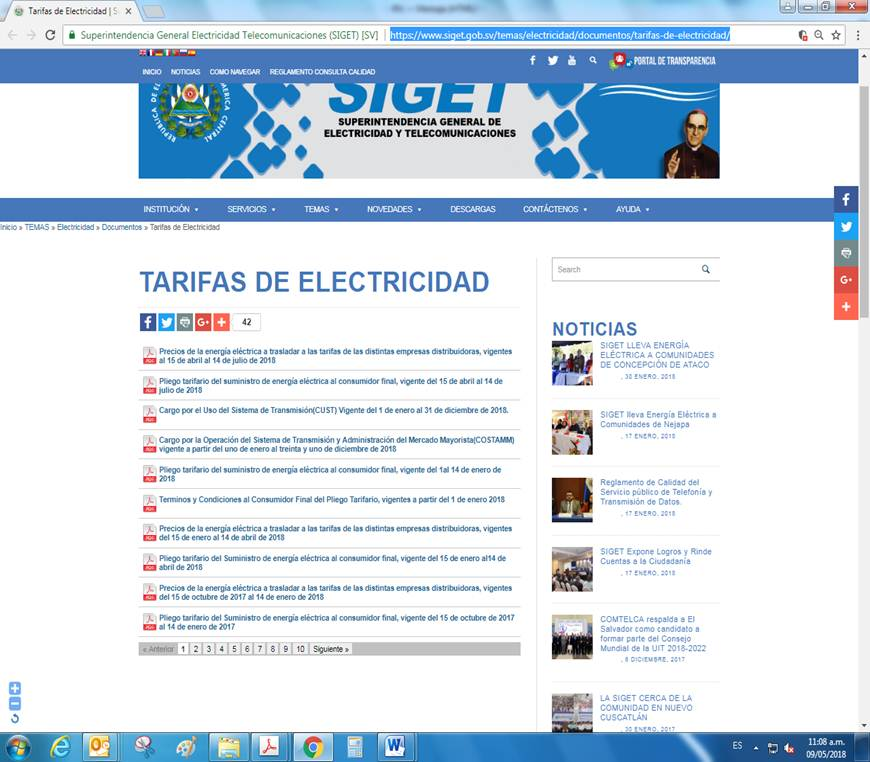 Tarifas de Electricidad | S
Superintendencia General Electricidad Telecomunicaciones (SIGET) [SV]
https://www.siget.gob.sv/temas/electricidad/documentos/tarifas-de-electricidad/
PORTAL DE TRANSPARENCIA
INICIO NOTICIAS COMO NAVEGAR REGLAMENTO CONSULTA CALIDAD
SIGET
SUPERINTENDENCIA GENERAL DE
ELECTRICIDAD Y TELECOMUNICACIONES
INSTITUCIÓN SERVICIOS TEMAS NOVEDADES DESCARGAS CONTÁCTENOS AYUDA
Inicio » TEMAS » Electricidad » Documentos » Tarifas de Electricidad
TARIFAS DE ELECTRICIDAD
42
Precios de la energía eléctrica a trasladar a las tarifas de las distintas empresas distribuidoras, vigentes
al 15 de abril al 14 de julio de 2018
Pliego tarifario del suministro de energía eléctrica al consumidor final, vigente del 15 de abril al 14 de
julio de 2018
Cargo por el Uso del Sistema de Transmisión(CUST) Vigente del 1 de enero al 31 de diciembre de 2018.
Cargo por la Operación del Sistema de Transmisión y Administración del Mercado Mayorista(COSTAMM)
vigente a partir del uno de enero al treinta y uno de diciembre de 2018
Pliego tarifario del suministro de energía eléctrica al consumidor final, vigente del 1al 14 de enero de
2018
Terminos y Condiciones al Consumidor Final del Pliego Tarifario, vigentes a partir del 1 de enero 2018
Precios de la energía eléctrica a trasladar a las tarifas de las distintas empresas distribuidoras, vigentes
del 15 de enero al 14 de abril de 2018
Pliego tarifario del Suministro de energía eléctrica al consumidor final, vigente del 15 de enero al14 de
abril de 2018
Precios de la energía eléctrica a trasladar a las tarifas de las distintas empresas distribuidoras, vigentes
del 15 de octubre de 2017 al 14 de enero de 2018
Pliego tarifario del Suministro de energía eléctrica al consumidor final, vigente del 15 de octubre de 2017
al 14 de enero de 2017
« Anterior 1 2 3 4 5 6 7 8 9 10 Siguiente »
Search
NOTICIAS
SIGET LLEVA ENERGÍA
ELÉCTRICA A COMUNIDADES
DE CONCEPCIÓN DE ATACO
, 30 ENERO, 2018
SIGET lleva Energía Eléctrica a
Comunidades de Nejapa
, 17 ENERO, 2018
Reglamento de Calidad del
Servicio público de Telefonía y
Transmisión de Datos.
, 17 ENERO, 2018
SIGET Expone Logros y Rinde
Cuentas a la Ciudadanía
, 17 ENERO, 2018
COMTELCA respalda a El
Salvador como candidato a
formar parte del Consejo
Mundial de la UIT 2018-2022
, 6 DICIEMBRE, 2017
LA SIGET CERCA DE LA
COMUNIDAD EN NUEVO
CUSCATLÁN
ES
11:08 a.m.
09/05/2018